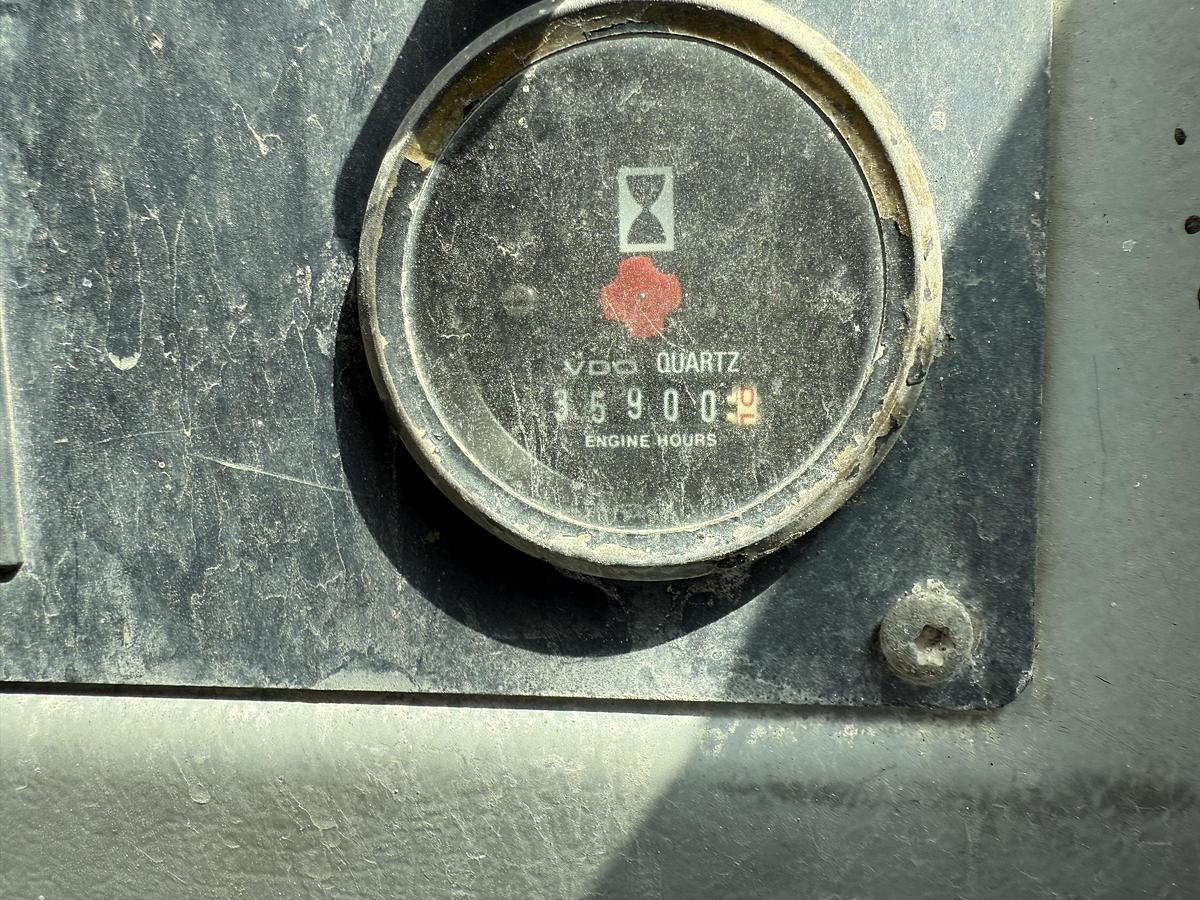 VDO QUARTZ
35900
ENGINE HOURS